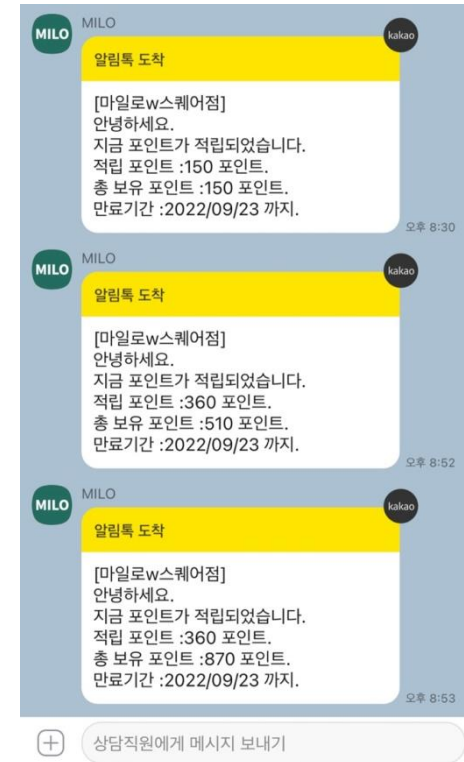 MILO
MILO
kakao
알림톡 도착
[마일로w스퀘어점]
안녕하세요.
지금 포인트가 적립되었습니다.
적립 포인트 :150 포인트.
총 보유 포인트 :150 포인트.
만료기간 :2022/09/23 까지.
오후 8:30
MILO
MILO
kakao
알림톡 도착
[마일로w스퀘어점]
안녕하세요.
지금 포인트가 적립되었습니다.
적립 포인트 :360 포인트.
총 보유 포인트 :510 포인트.
만료기간 :2022/09/23 까지.
오후 8:52
MILO
MILO
kakao
알림톡 도착
[마일로w스퀘어점]
안녕하세요.
지금 포인트가 적립되었습니다.
적립 포인트 :360 포인트.
총 보유 포인트 :870 포인트.
만료기간 :2022/09/23 까지.
오후 8:53
상담직원에게 메시지 보내기